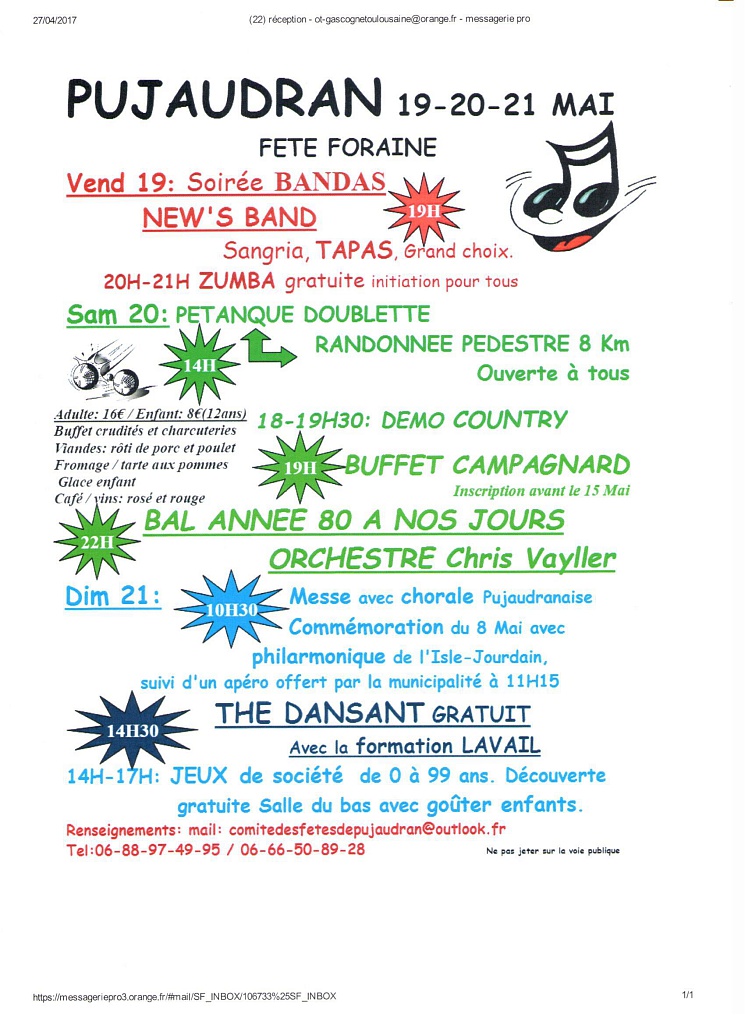 27/04/2017 (22) réception - ot-gascognetoulousaine@orange.fr - messagerie pro
PUJAUDRAN 19-20-21 MAI
FETE FORAINE
Vend 19: Soirée BANDAS
NEW'S BAND
19H
Sangria, TAPAS, Grand choix.
20H-21H ZUMBA gratuite initiation pour tous
Sam 20: PETANQUE DOUBLETTE
14H
RANDONNEE PEDESTRE 8 Km
Ouverte à tous
Adulte: 16€ / Enfant: 8€(12ans)
Buffet crudités et charcuteries
Viandes: rôti de porc et poulet
Fromage / tarte aux pommes
Glace enfant
Café / vins: rosé et rouge
18-19H30: DEMO COUNTRY
19H
BUFFET CAMPAGNARD
Inscription avant le 15 Mai
22H
BAL ANNEE 80 A NOS JOURS
ORCHESTRE Chris Vayller
Dim 21:
10H30
Messe avec chorale Pujaudranaise
Commémoration du 8 Mai avec
philarmonique de l'Isle-Jourdain,
suivi d'un apéro offert par la municipalité à 11H15
14H30
THE DANSANT GRATUIT
Avec la formation LAVAIL
14H-17H: JEUX de société de 0 à 99 ans. Découverte
gratuite Salle du bas avec goûter enfants.
Renseignements: mail: comitedesfetesdepujaudran@outlook.fr
Tel:06-88-97-49-95 / 06-66-50-89-28
Ne pas jeter sur la voie publique
https://messageriepro3.orange.fr/#mail/SF_INBOX/106733%25SF_INBOX 1/1